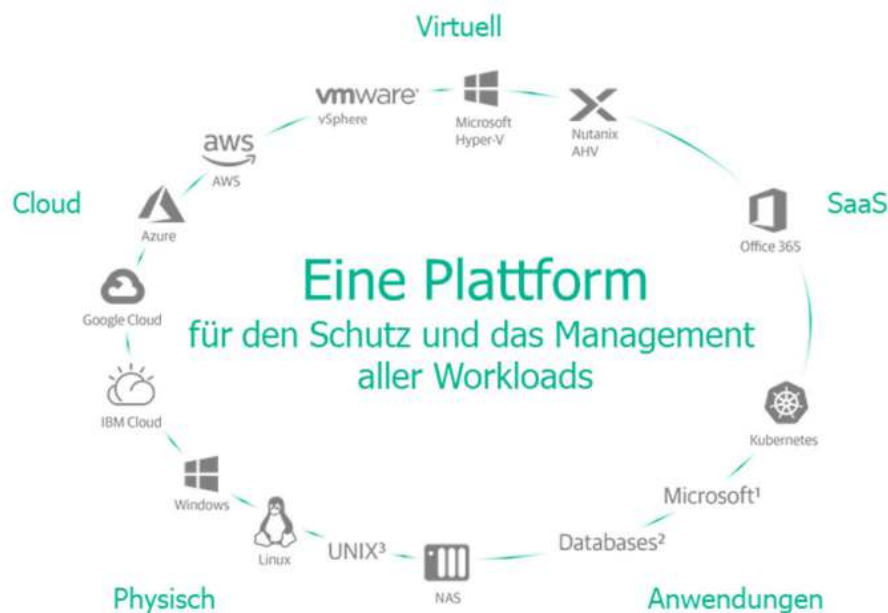 Virtuell
vmware®
vSphere
Microsoft
Hyper-V
Nutanix
AHV
aws
AWS
Cloud
Azure
SaaS
Office 365
Google Cloud
Eine Plattform
für den Schutz und das Management
aller Workloads
IBM Cloud
Kubernetes
Windows
Microsoft¹
Linux
UNIX³
NAS
Databases²
Physisch
Anwendungen